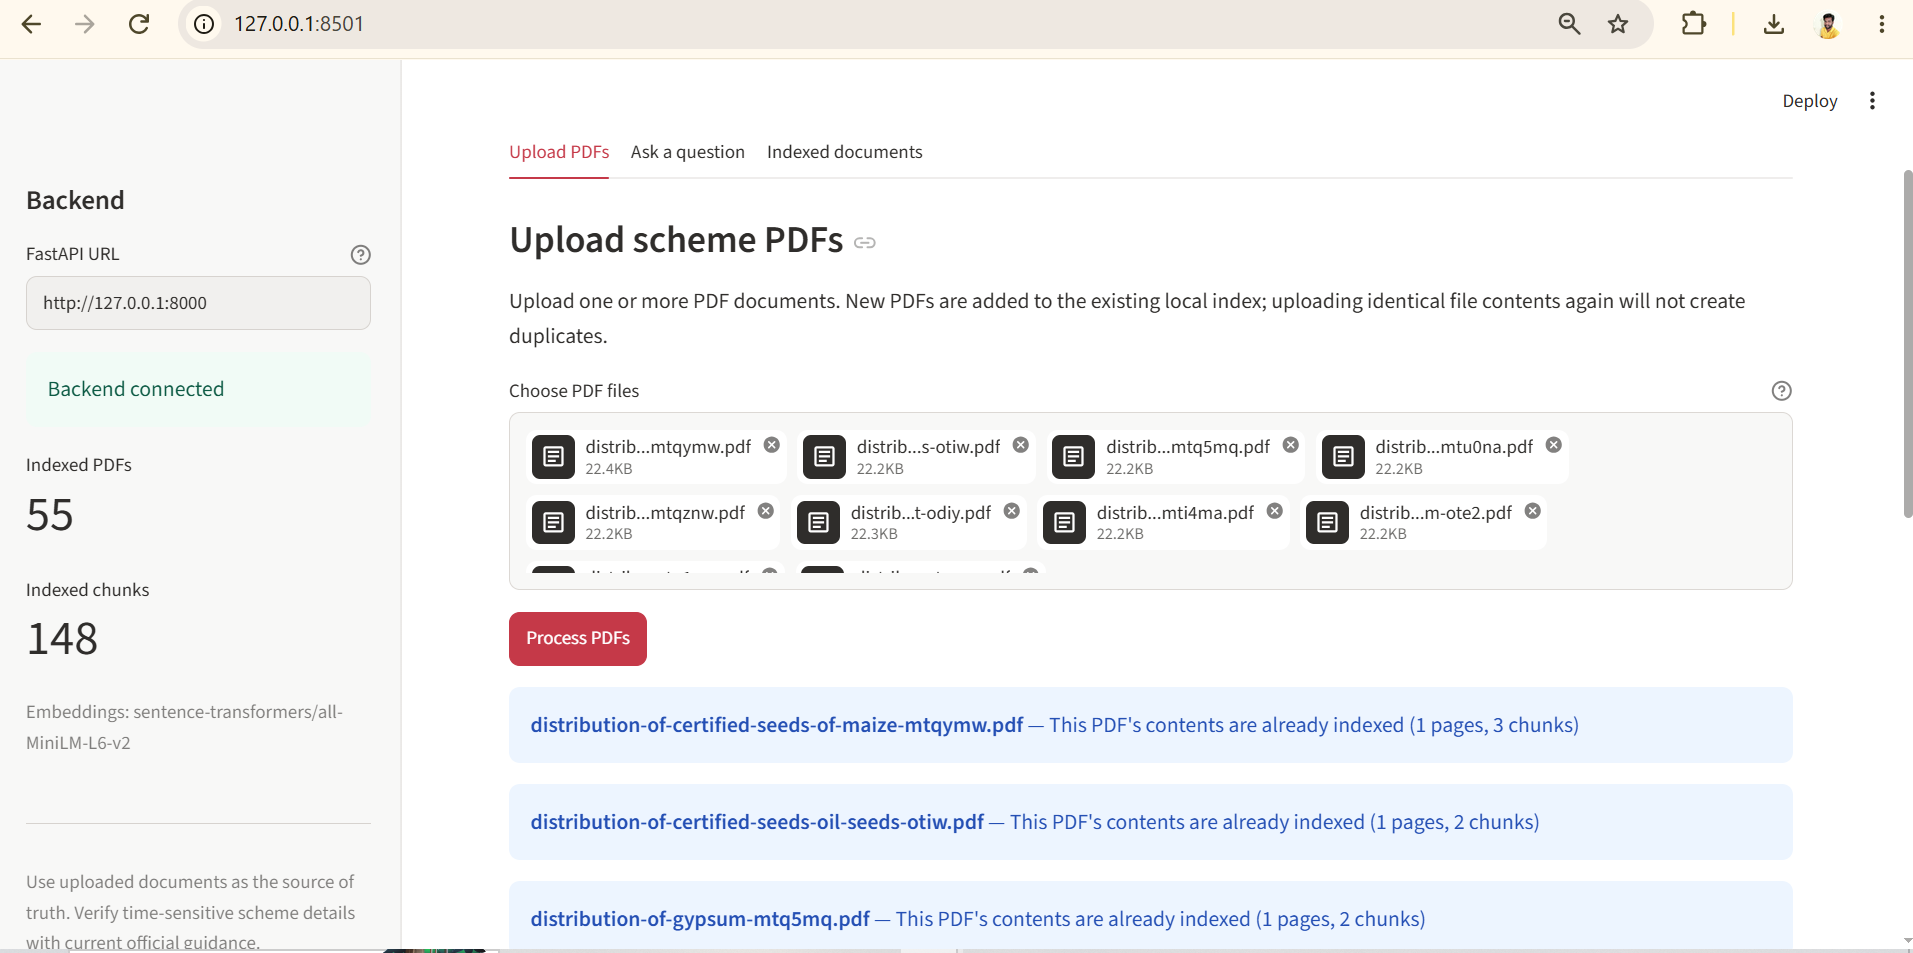 127.0.0.1:8501
Deploy
Backend
FastAPI URL
http://127.0.0.1:8000
Backend connected
Indexed PDFs
55
Indexed chunks
148
Embeddings: sentence-transformers/all-
MiniLM-L6-v2
Use uploaded documents as the source of
truth. Verify time-sensitive scheme details
with current official guidance.
Upload PDFs Ask a question Indexed documents
Upload scheme PDFs
Upload one or more PDF documents. New PDFs are added to the existing local index; uploading identical file contents again will not create
duplicates.
Choose PDF files
distrib...mtqymw.pdf distrib...s-otiw.pdf distrib...mtq5mq.pdf distrib...mtu0na.pdf
22.4KB 22.2KB 22.2KB 22.2KB
distrib...mtqznw.pdf distrib...t-odiy.pdf distrib...mti4ma.pdf distrib...m-ote2.pdf
22.2KB 22.3KB 22.2KB 22.2KB
Process PDFs
distribution-of-certified-seeds-of-maize-mtqymw.pdf — This PDF's contents are already indexed (1 pages, 3 chunks)
distribution-of-certified-seeds-oil-seeds-otiw.pdf — This PDF's contents are already indexed (1 pages, 2 chunks)
distribution-of-gypsum-mtq5mq.pdf — This PDF's contents are already indexed (1 pages, 2 chunks)